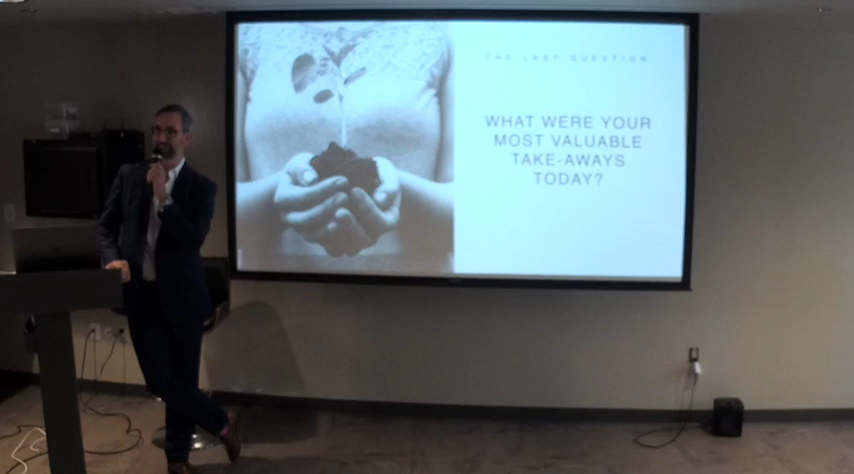 THE LAST QUESTION
WHAT WERE YOUR
MOST VALUABLE
TAKE-AWAYS
TODAY?